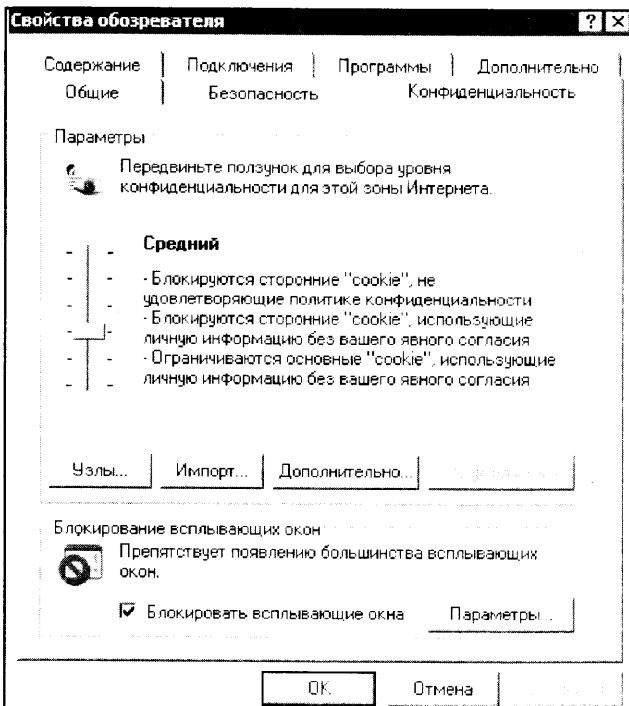 Свойства обозревателя
Содержание Подключения Программы Дополнительно
Общие Безопасность Конфиденциальность
Параметры
Передвиньте ползунок для выбора уровня
конфиденциальности для этой зоны Интернета.
Средний
- Блокируются сторонние "cookie", не
удовлетворяющие политике конфиденциальности
- Блокируются сторонние "cookie", использующие
личную информацию без вашего явного согласия
- Ограничиваются основные "cookie", использующие
личную информацию без вашего явного согласия
Узлы... Импорт... Дополнительно...
Блокирование всплывающих окон
Препятствует появлению большинства всплывающих
окон.
Блокировать всплывающие окна Параметры...
OK Отмена